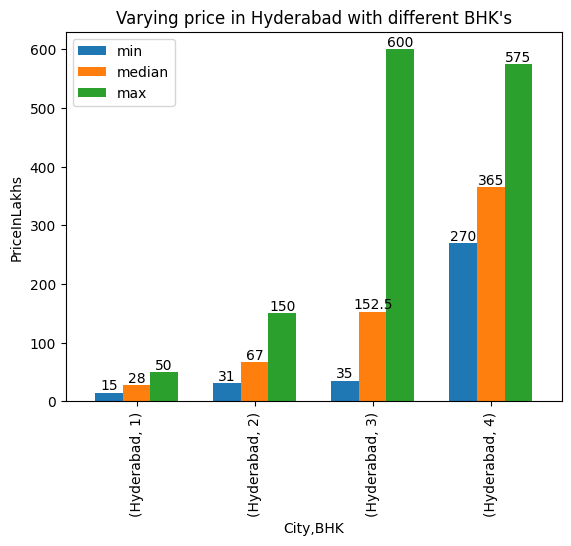 Varying price in Hyderabad with different BHK's
min
median
max
PriceInLakhs
600
500
400
300
200
100
0
15
28
50
31
67
150
35
152.5
600
270
365
575
(Hyderabad, 1)
(Hyderabad, 2)
(Hyderabad, 3)
(Hyderabad, 4)
City,BHK